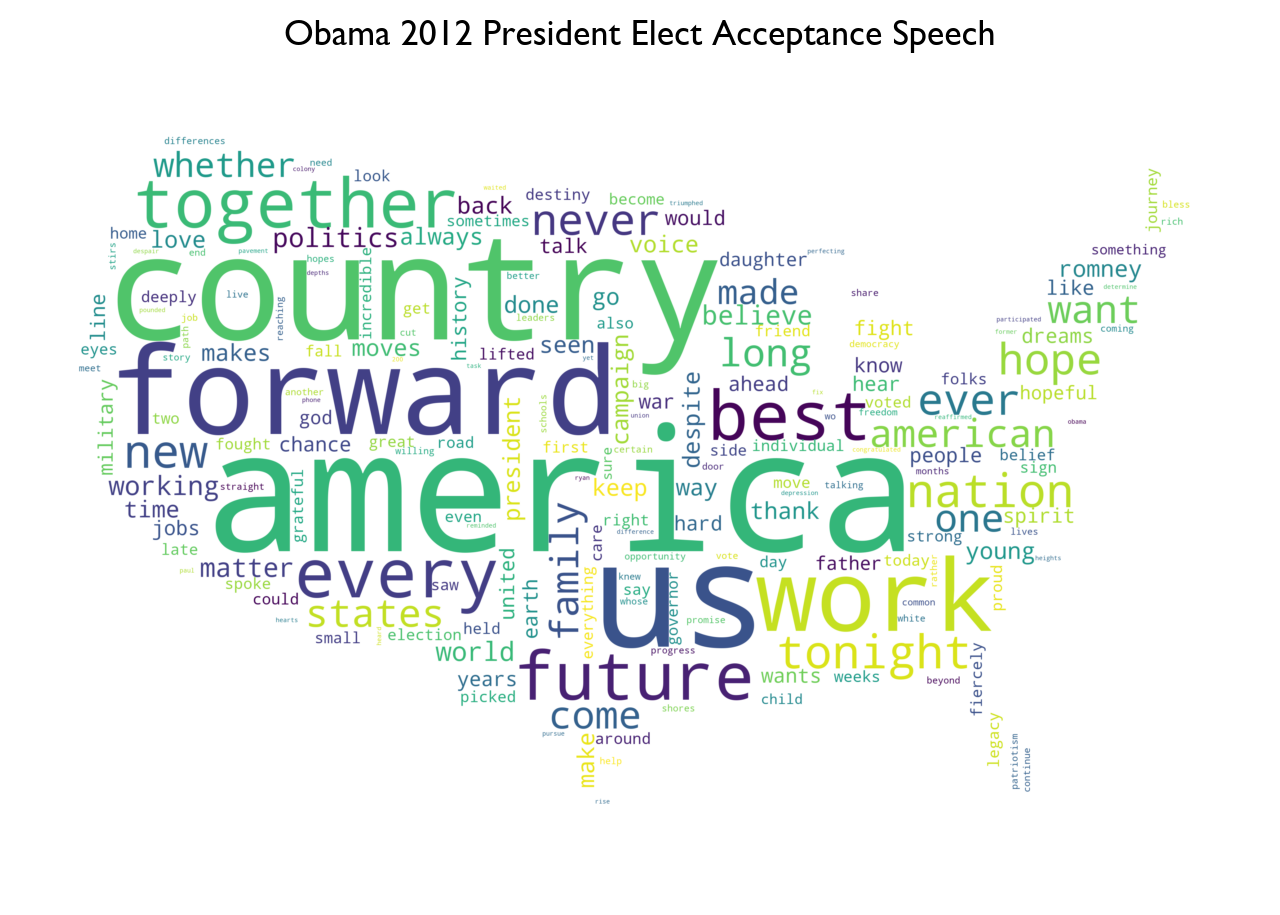 Obama 2012 President Elect Acceptance Speech
differences
whether need colony
look
together wasted destiny become triumphed
back sometimes never would
journey bless rich
home love politics always talk voice something
stirs despair end pavement hopes depths incredible
country daughter perfecting romney determine
deeply live reaching better history done go made share like want
line pounded job path get leaders also believe friend fight participated coming
eyes makes story fall moves cut lifted seen campaign long democracy former dreams
meet joe task yet know hope
forward another phone big ahead hear folks hopeful
military two god schools union war despite best fix wo voted freedom ever reaffirmed obama
new fought chance great willing road president first certain side individual american congratulated people belief
working straight america ryan sure keep door way move depression talking months sign nation
time grateful even reminded right hard thank one spirit
jobs difference strong lives
late matter every united family care opportunity vote day father today young heights
paul spoke saw earth everything knew say whose governor us work rather proud
could states held promise common white
hearts small heard election
world progress tonight
years future wants weeks beyond fiercely
picked shores child
come
pursue around legacy
make help patriotism continue
rise